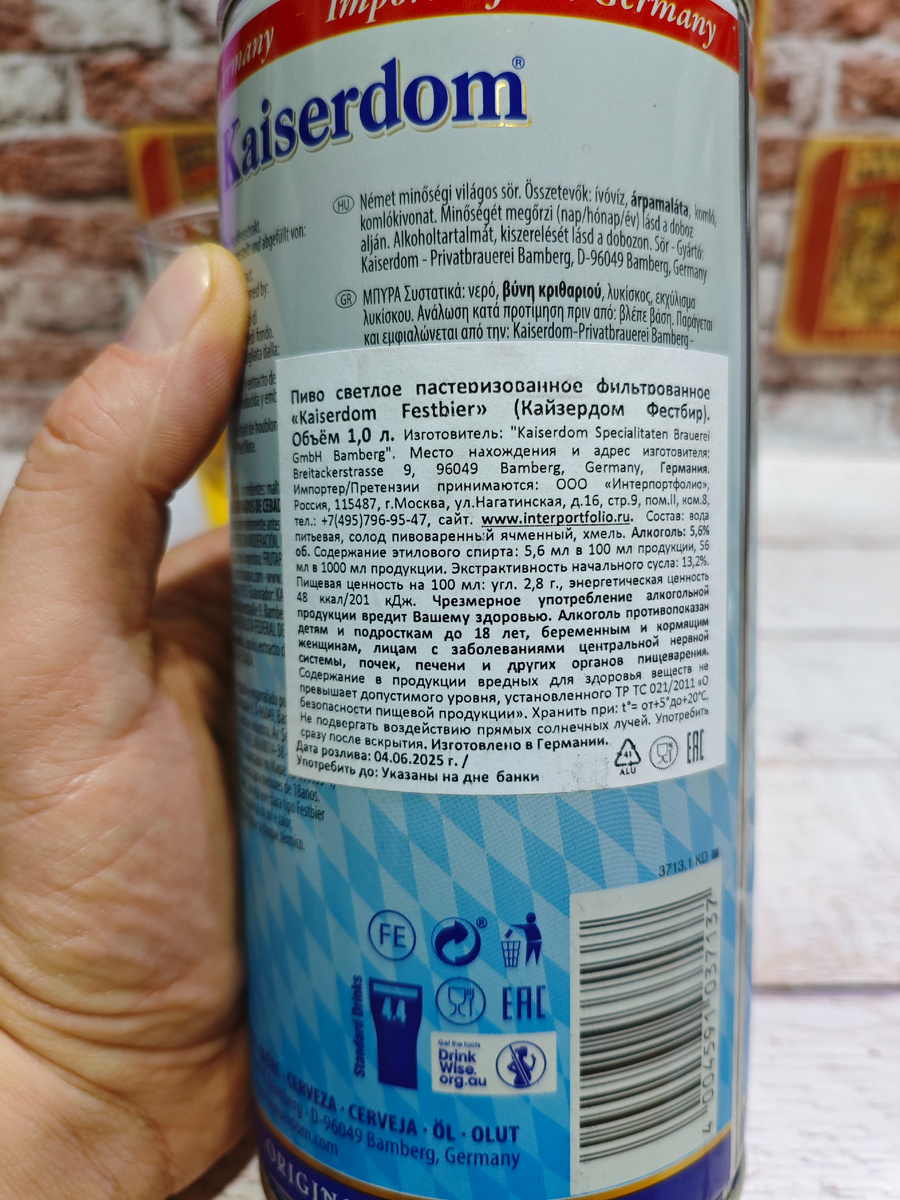 Germany
Kaiserdom®
HU Német minőségi világos sör. Összetevők: ívóvíz, árpamaláta, komló,
komlókivonat. Minőségét megőrzi (nap/hónap/év) lásd a doboz
alján. Alkoholtartalmát, kiszerelését lásd a dobozon. Sör - Gyártó:
Kaiserdom - Privatbrauerei Bamberg, D-96049 Bamberg, Germany
GR ΜΠΥΡΑ Συστατικά: νερό, βύνη κριθαριού, λυκίσκος, εκχύλισμα
λυκίσκου. Ανάλωση κατά προτίμηση πριν από: βλέπε βάση. Παράγεται
και εμφιαλώνεται από την: Kaiserdom-Privatbrauerei Bamberg -
Пиво светлое пастеризованное фильтрованное
«Kaiserdom Festbier» (Кайзердом Фестбир).
Объём 1,0 л. Изготовитель: "Kaiserdom Specialitaten Brauerei
GmbH Bamberg". Место нахождения и адрес изготовителя:
Breitackerstrasse 9, 96049 Bamberg, Germany, Германия.
Импортер/Претензии принимаются: ООО «Интерпортфолио»,
Россия, 115487, г.Москва, ул.Нагатинская, д.16, стр.9, пом.II, ком.8,
тел.: +7(495)796-95-47, сайт. www.interportfolio.ru. Состав: вода
питьевая, солод пивоваренный ячменный, хмель. Алкоголь: 5,6%
об. Содержание этилового спирта: 5,6 мл в 100 мл продукции, 56
мл в 1000 мл продукции. Экстрактивность начального сусла: 13,2%.
Пищевая ценность на 100 мл: угл. 2,8 г., энергетическая ценность
48 ккал/201 кДж. Чрезмерное употребление алкогольной
продукции вредит Вашему здоровью. Алкоголь противопоказан
детям и подросткам до 18 лет, беременным и кормящим
женщинам, лицам с заболеваниями центральной нервной
системы, почек, печени и других органов пищеварения.
Содержание в продукции вредных для здоровья веществ не
превышает допустимого уровня, установленного ТР ТС 021/2011 «О
безопасности пищевой продукции». Хранить при: t°= от+5°до+20°С.
Не подвергать воздействию прямых солнечных лучей. Употребить
сразу после вскрытия. Изготовлено в Германии.
Дата розлива: 04.06.2025 г. /
Употребить до: Указаны на дне банки
41
ALU
EAC
3713.1 KD
FE
®
Standard Drinks
4.4
EAC
Get the facts
Drink
Wise.
org.au
4 004591 037137
CERVEZA · CERVEJA · ÖL · OLUT
D-96049 Bamberg, Germany